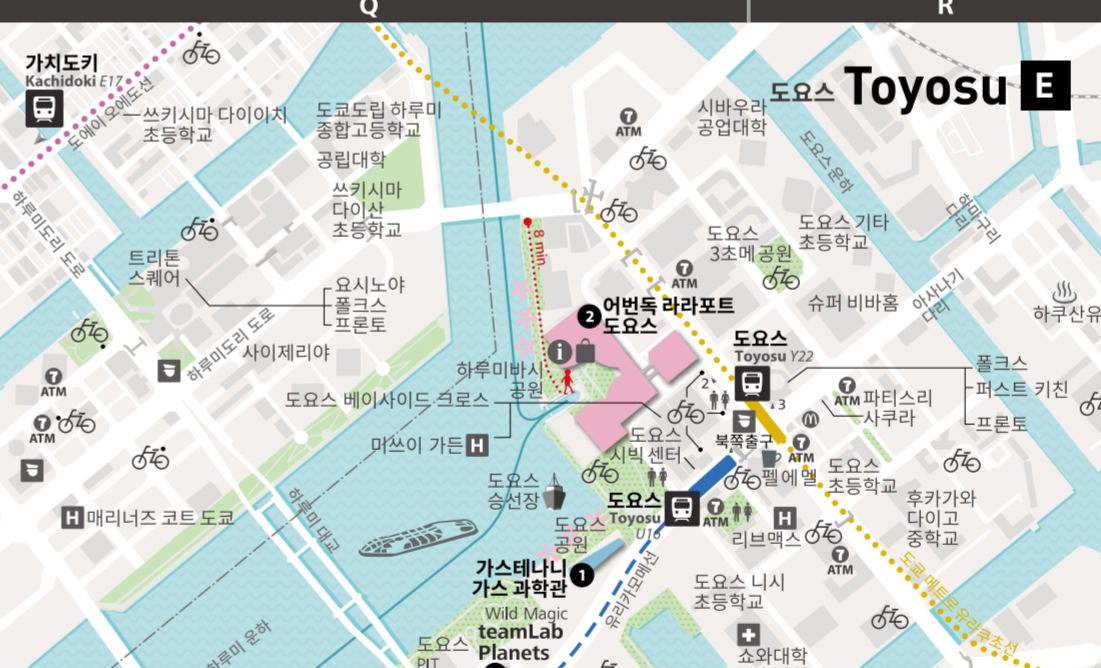 Q
R
가치도키
Kachidoki E17
도에이 오에도선
쓰키시마 다이이치
초등학교
도쿄도립 하루미
종합고등학교
공립대학
쓰키시마
다이산
초등학교
7
ATM
시바우라
공업대학
도요스 Toyosu E
도요스운하
하마구리
다리
하루미도리 도로
트리톤
스퀘어
요시노야
폴크스
프론토
8 min
도요스
3초메 공원
도요스 기타
초등학교
7
ATM
슈퍼 비바홈
아사나기
다리
하쿠산유
2
어번독 라라포트
도요스
i
하루미도리 도로
사이제리야
7
ATM
7
ATM
하루미바시
공원
도요스 베이사이드 크로스
미쓰이 가든 H
도요스
Toyosu Y22
2
3
7
ATM
파티스리
사쿠라
폴크스
퍼스트 키친
프론토
북쪽출구
7
ATM
펠 에 멜
도요스
초등학교
도요스
시빅 센터
도요스
승선장
도요스
Toyosu
U16
7
ATM
H
리브맥스
후카가와
다이고
중학교
7
ATM
H 매리너즈 코트 도쿄
하루미 대교
도요스
공원
가스테나니
가스 과학관
1
유리카모메선
도쿄 메트로 유라쿠초선
도요스 니시
초등학교
쇼와대학
Wild Magic
teamLab
Planets
도요스
PIT
하루미 운하